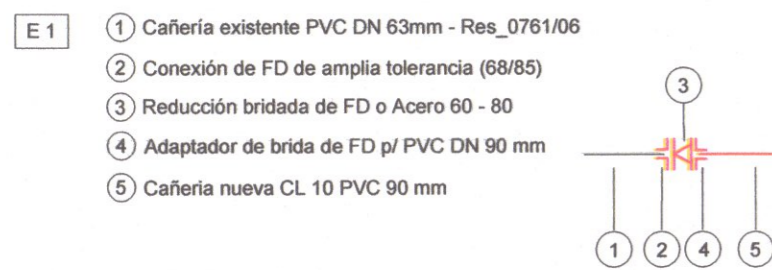 E 1
1 Cañería existente PVC DN 63mm - Res_0761/06
2 Conexión de FD de amplia tolerancia (68/85)
3 Reducción bridada de FD o Acero 60 - 80
4 Adaptador de brida de FD p/ PVC DN 90 mm
5 Cañeria nueva CL 10 PVC 90 mm
3
1 2 4 5